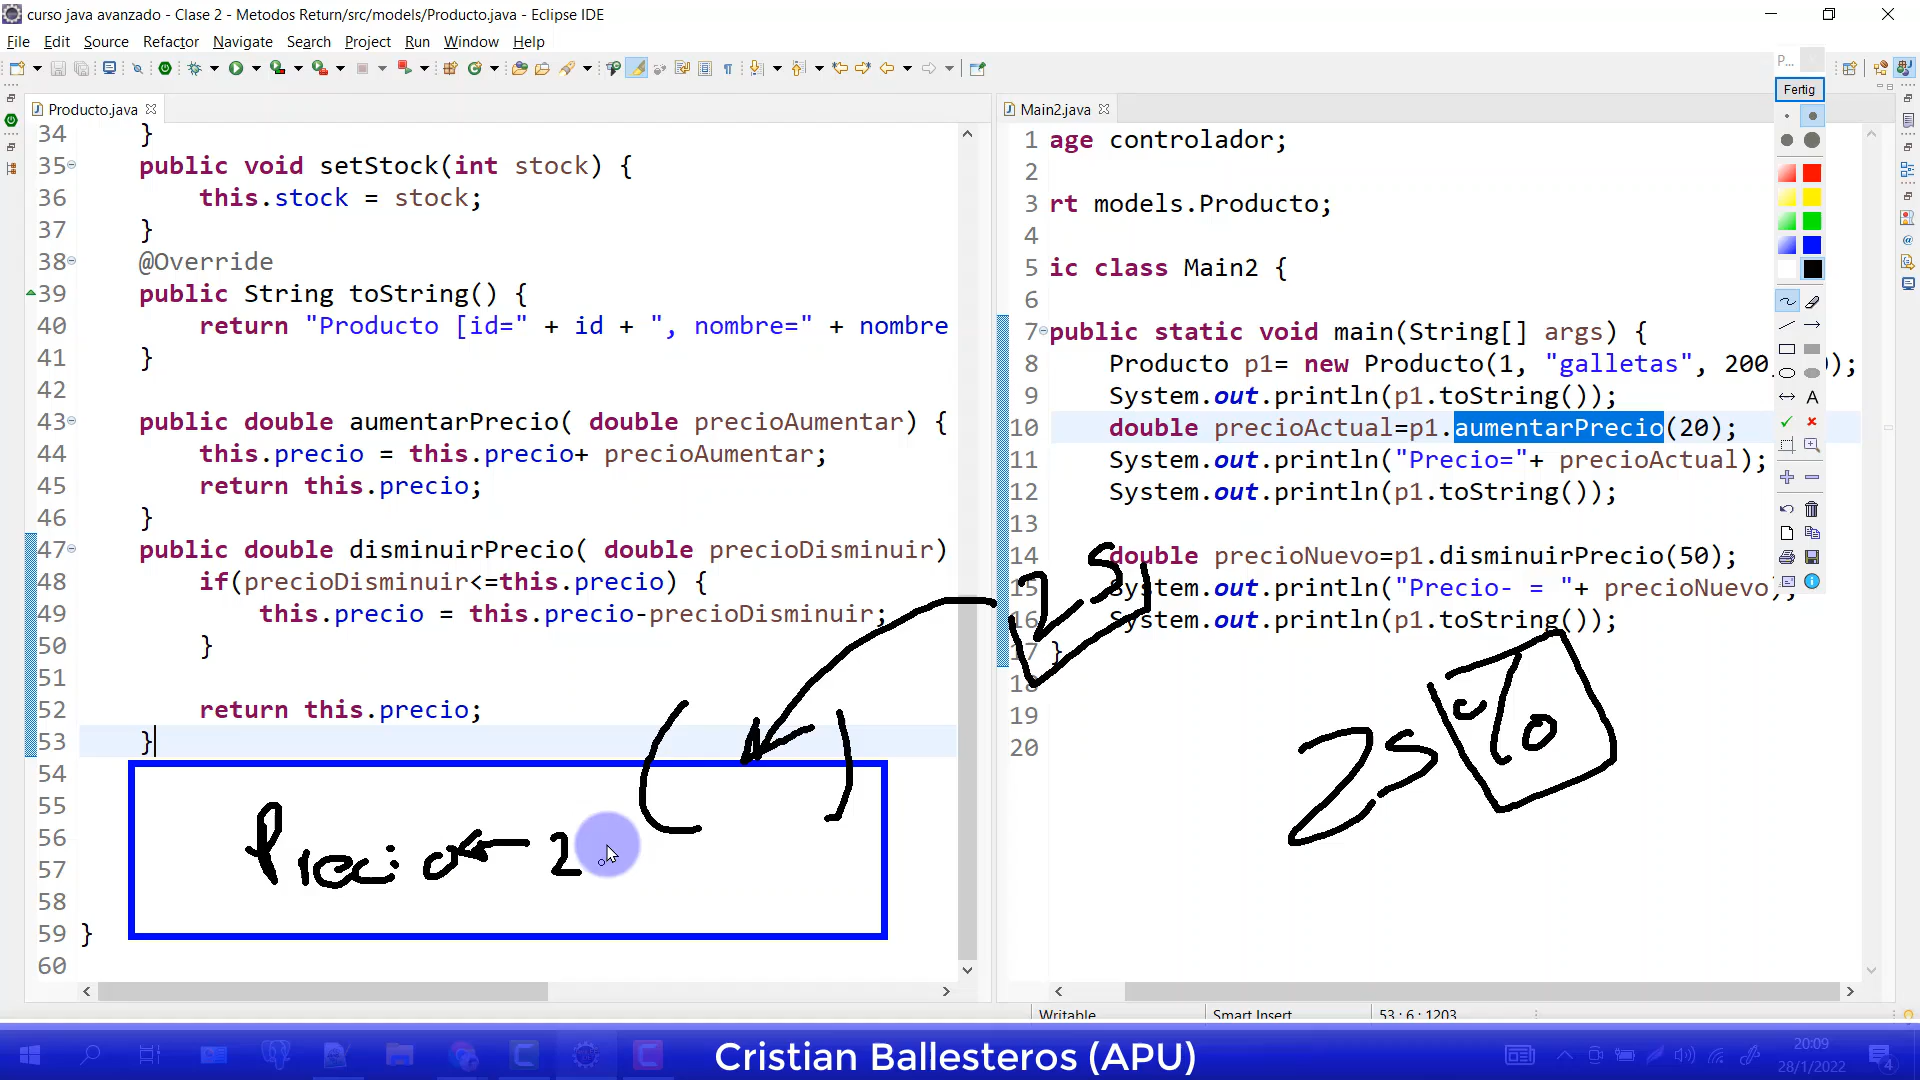 curso java avanzado - Clase 2 - Metodos Return/src/models/Producto.java - Eclipse IDE
File Edit Source Refactor Navigate Search Project Run Window Help
P...
Fertig
Producto.java
34 }
35 public void setStock(int stock) {
36 this.stock = stock;
37 }
38 @Override
39 public String toString() {
40 return "Producto [id=" + id + ", nombre=" + nombre
41 }
42
43 public double aumentarPrecio( double precioAumentar) {
44 this.precio = this.precio+ precioAumentar;
45 return this.precio;
46 }
47 public double disminuirPrecio( double precioDisminuir)
48 if(precioDisminuir<=this.precio) {
49 this.precio = this.precio-precioDisminuir;
50 }
51
52 return this.precio;
53 }
54
55
56
57
58
59 }
60
Precio ← 2
( )
Main2.java
1 age controlador;
2
3 rt models.Producto;
4
5 ic class Main2 {
6
7 public static void main(String[] args) {
8 Producto p1= new Producto(1, "galletas", 200,
9 System.out.println(p1.toString());
10 double precioActual=p1.aumentarPrecio(20);
11 System.out.println("Precio="+ precioActual);
12 System.out.println(p1.toString());
13
14 double precioNuevo=p1.disminuirPrecio(50);
15 System.out.println("Precio- = "+ precioNuevo);
16 System.out.println(p1.toString());
17 }
18
19
20
25
25 %
Writable Smart Insert 53 : 6 : 1203
Cristian Ballesteros (APU)
20:09
28/1/2022
4